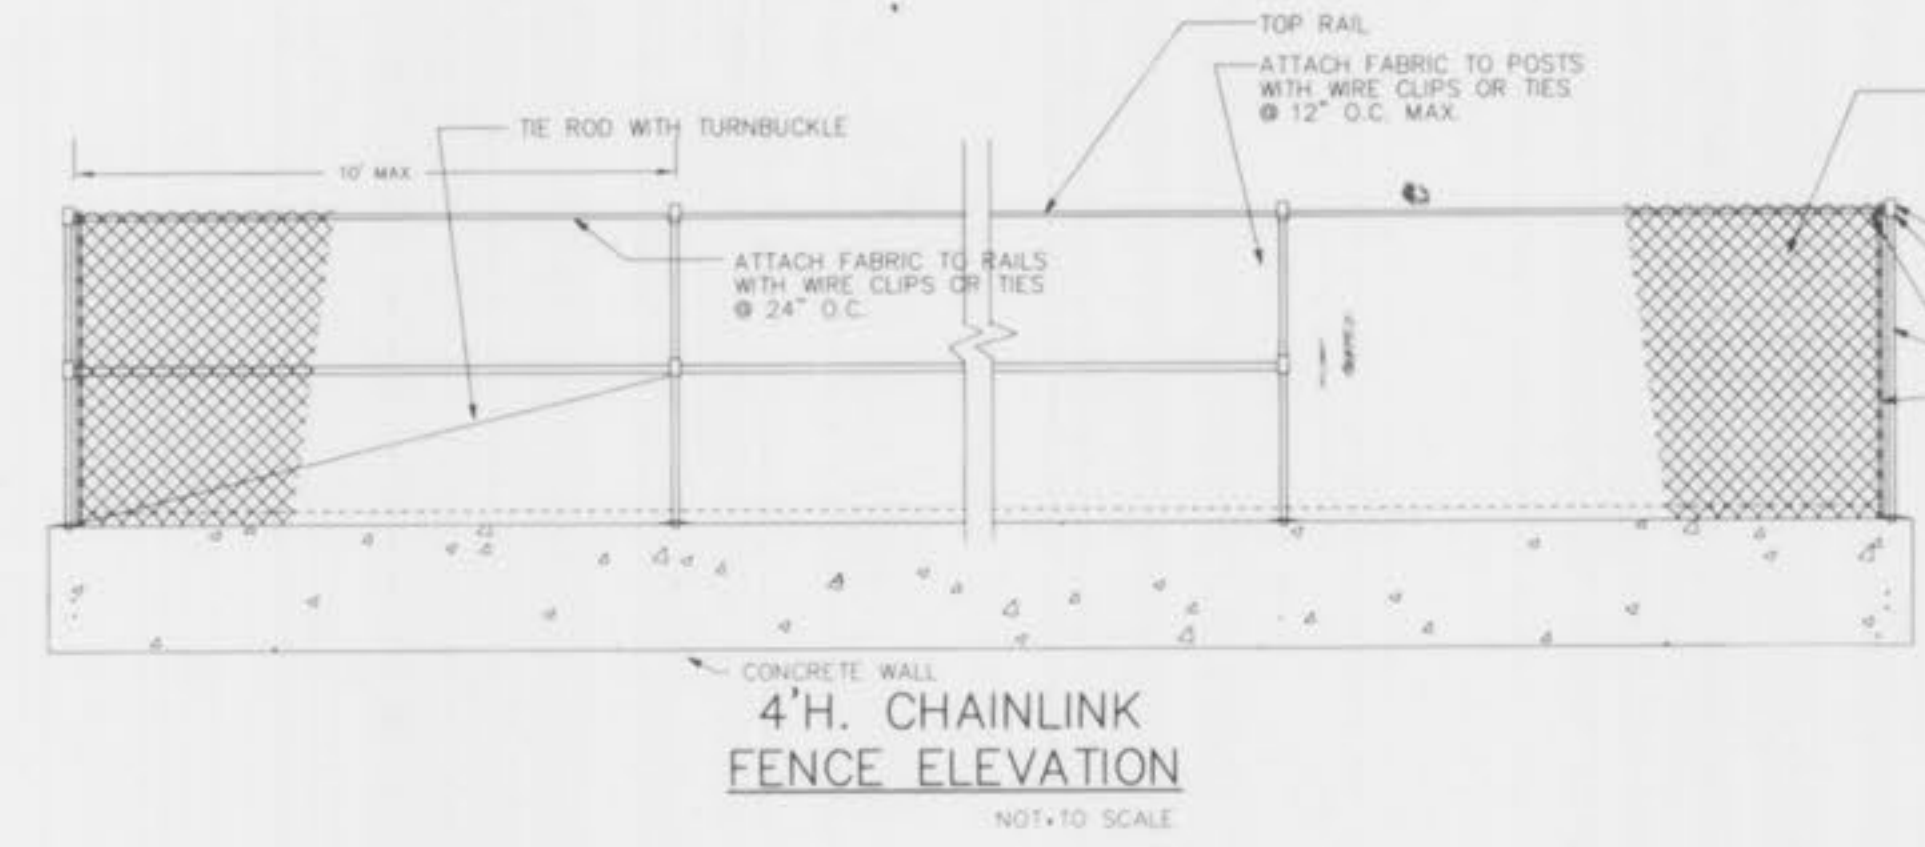 TOP RAIL
ATTACH FABRIC TO POSTS
WITH WIRE CLIPS OR TIES
@ 12" O.C. MAX.
TIE ROD WITH TURNBUCKLE
10' MAX
ATTACH FABRIC TO RAILS
WITH WIRE CLIPS OR TIES
@ 24" O.C.
CONCRETE WALL
4'H. CHAINLINK
FENCE ELEVATION
NOT TO SCALE